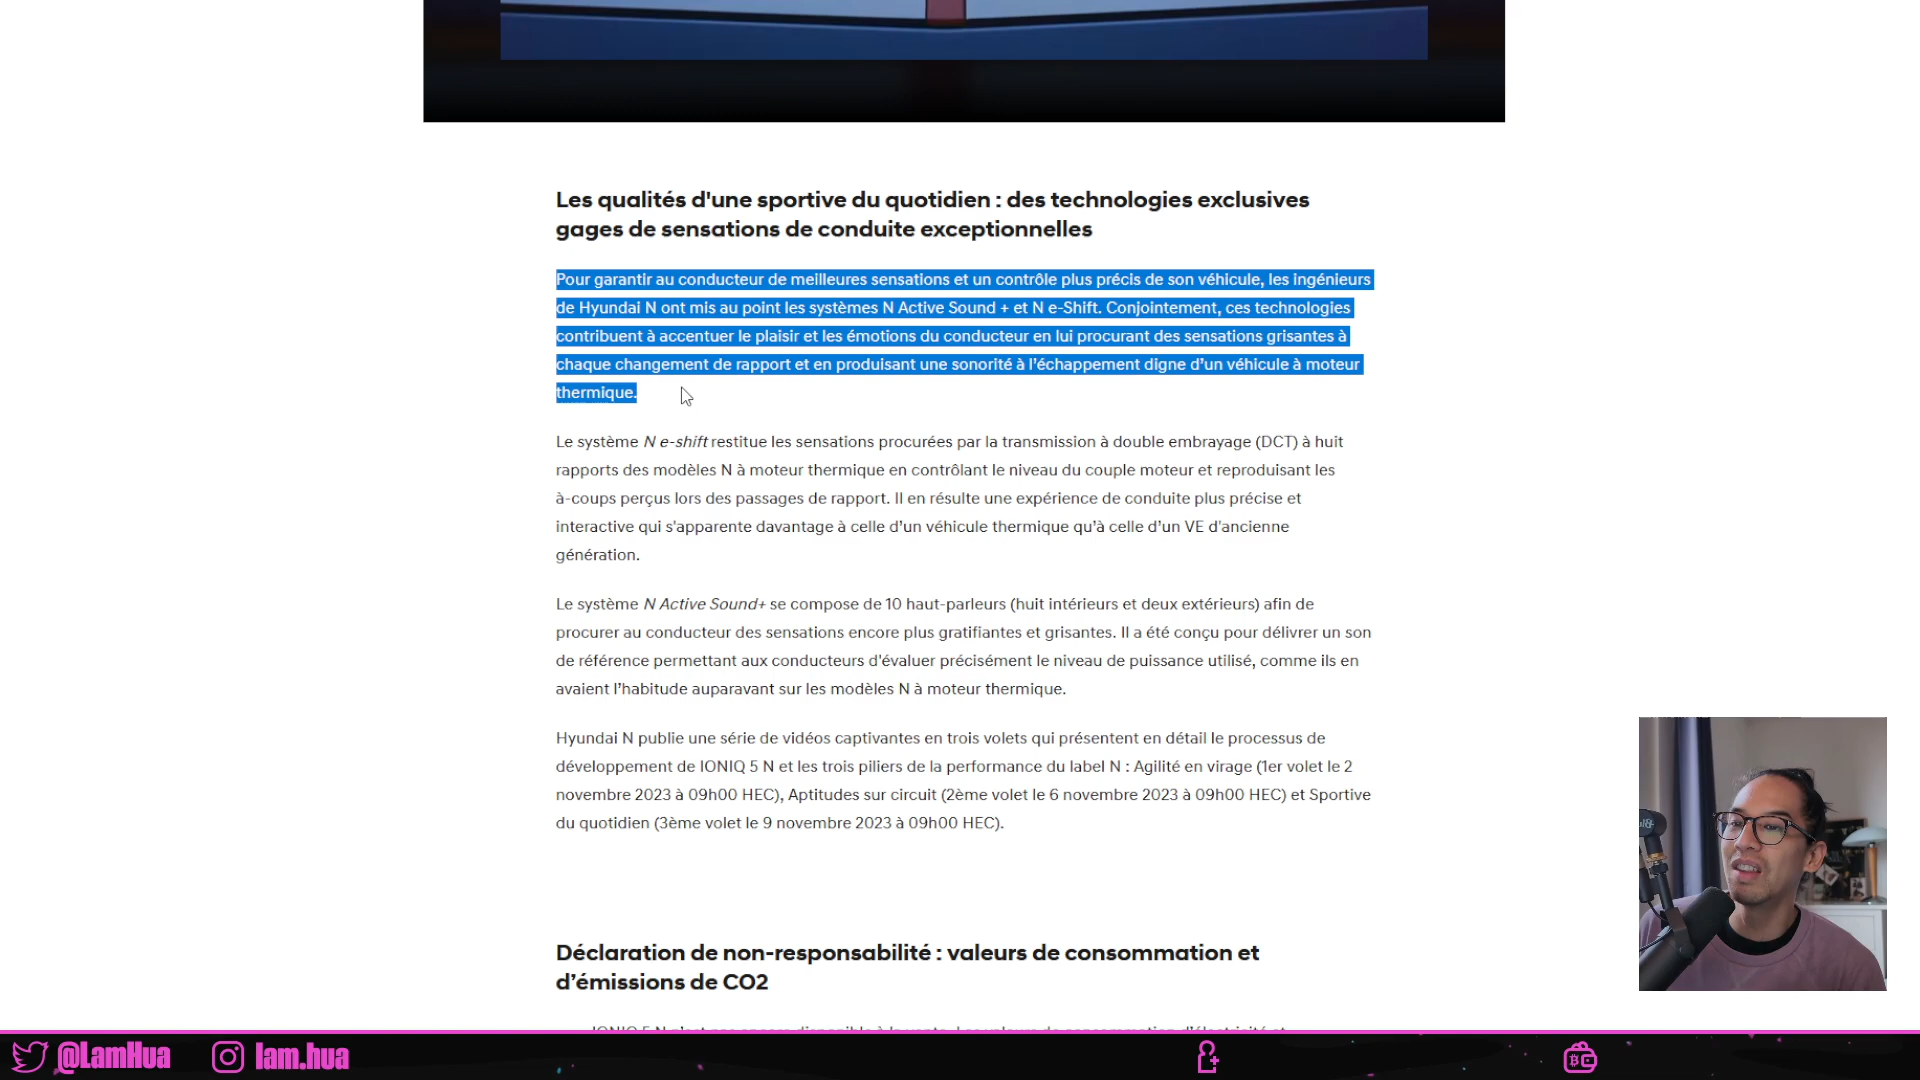 Les qualités d'une sportive du quotidien : des technologies exclusives
gages de sensations de conduite exceptionnelles
Pour garantir au conducteur de meilleures sensations et un contrôle plus précis de son véhicule, les ingénieurs
de Hyundai N ont mis au point les systèmes N Active Sound + et N e-Shift. Conjointement, ces technologies
contribuent à accentuer le plaisir et les émotions du conducteur en lui procurant des sensations grisantes à
chaque changement de rapport et en produisant une sonorité à l’échappement digne d’un véhicule à moteur
thermique.
Le système N e-shift restitue les sensations procurées par la transmission à double embrayage (DCT) à huit
rapports des modèles N à moteur thermique en contrôlant le niveau du couple moteur et reproduisant les
à-coups perçus lors des passages de rapport. Il en résulte une expérience de conduite plus précise et
interactive qui s'apparente davantage à celle d’un véhicule thermique qu’à celle d’un VE d'ancienne
génération.
Le système N Active Sound+ se compose de 10 haut-parleurs (huit intérieurs et deux extérieurs) afin de
procurer au conducteur des sensations encore plus gratifiantes et grisantes. Il a été conçu pour délivrer un son
de référence permettant aux conducteurs d'évaluer précisément le niveau de puissance utilisé, comme ils en
avaient l’habitude auparavant sur les modèles N à moteur thermique.
Hyundai N publie une série de vidéos captivantes en trois volets qui présentent en détail le processus de
développement de IONIQ 5 N et les trois piliers de la performance du label N : Agilité en virage (1er volet le 2
novembre 2023 à 09h00 HEC), Aptitudes sur circuit (2ème volet le 6 novembre 2023 à 09h00 HEC) et Sportive
du quotidien (3ème volet le 9 novembre 2023 à 09h00 HEC).
Déclaration de non-responsabilité : valeurs de consommation et
d’émissions de CO2
IONIQ 5 N n’est pas encore disponible à la vente. Les valeurs de consommation d’électricité et
@LamHua
lam.hua